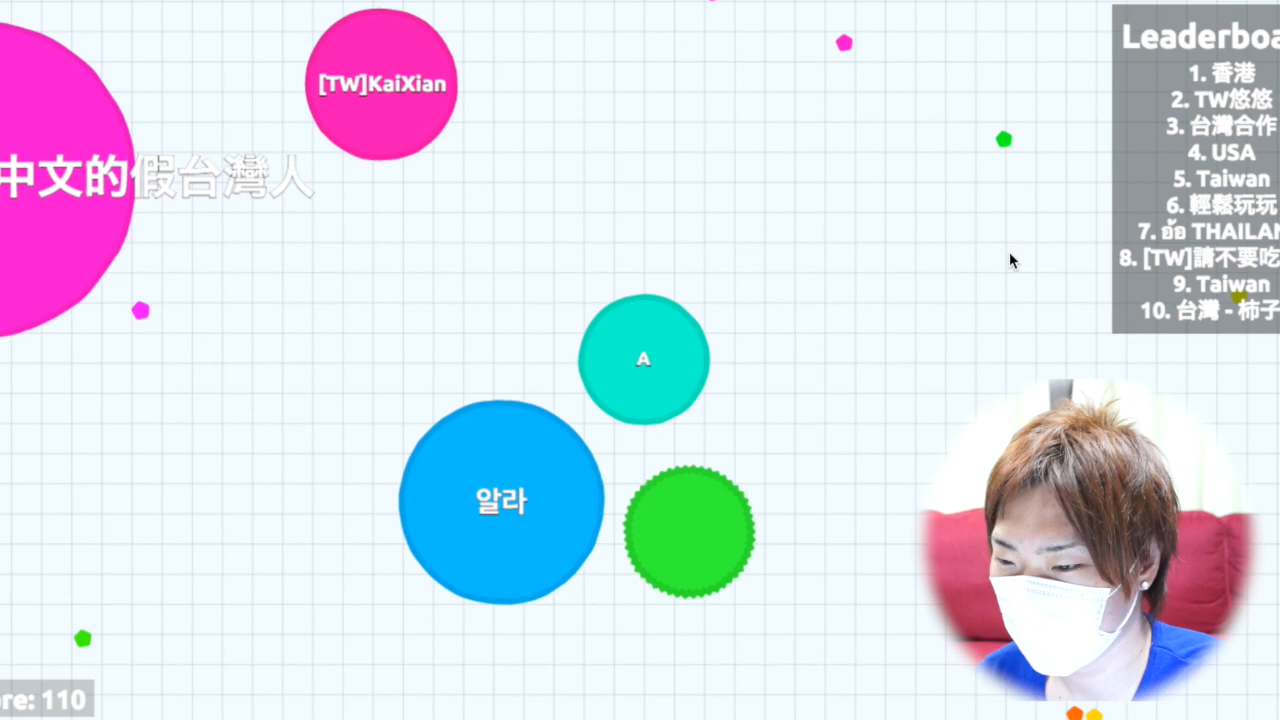 [TW]KaiXian
中文的假台灣人
A
알라
Leaderboa
1. 香港
2. TW悠悠
3. 台灣合作
4. USA
5. Taiwan
6. 輕鬆玩玩
7. อ้อ THAILAN
8. [TW]請不要吃
9. Taiwan
10. 台灣 - 柿子
re: 110